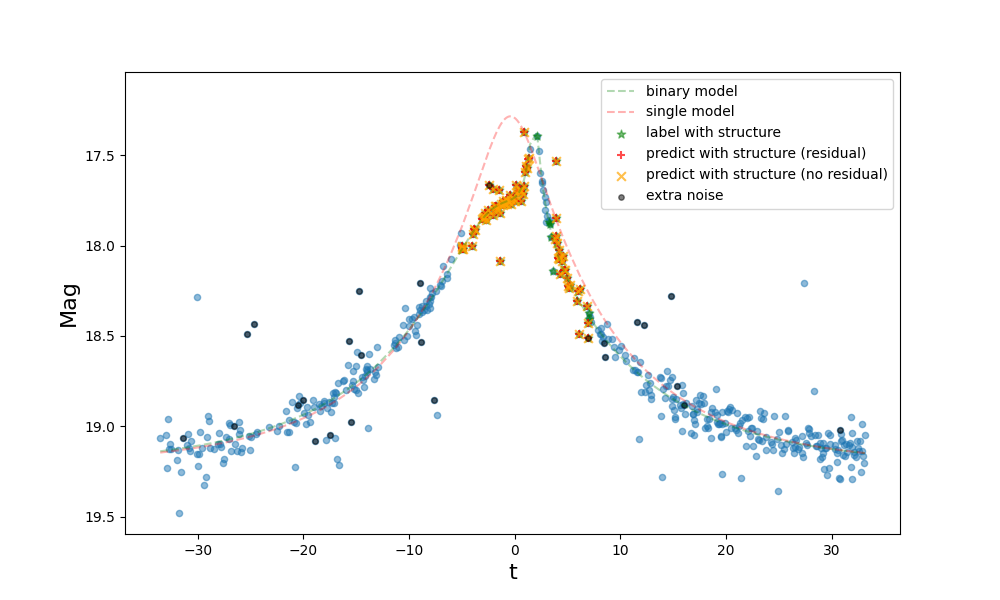 binary model
single model
label with structure
predict with structure (residual)
predict with structure (no residual)
extra noise
17.5
18.0
18.5
19.0
19.5
Mag
−30
−20
−10
0
10
20
30
t